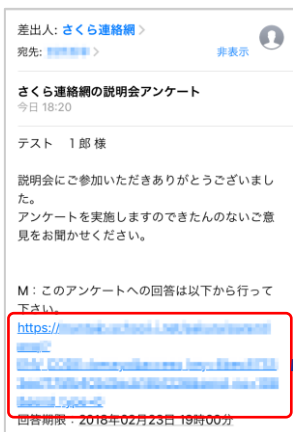 差出人: さくら連絡網
宛先:
非表示
さくら連絡網の説明会アンケート
今日 18:20
テスト　1郎 様
説明会にご参加いただきありがとうございまし
た。
アンケートを実施しますのできたんのないご意
見をお聞かせください。
M：このアンケートへの回答は以下から行って
下さい。
https://
回答期限：2018年02月23日 19時00分